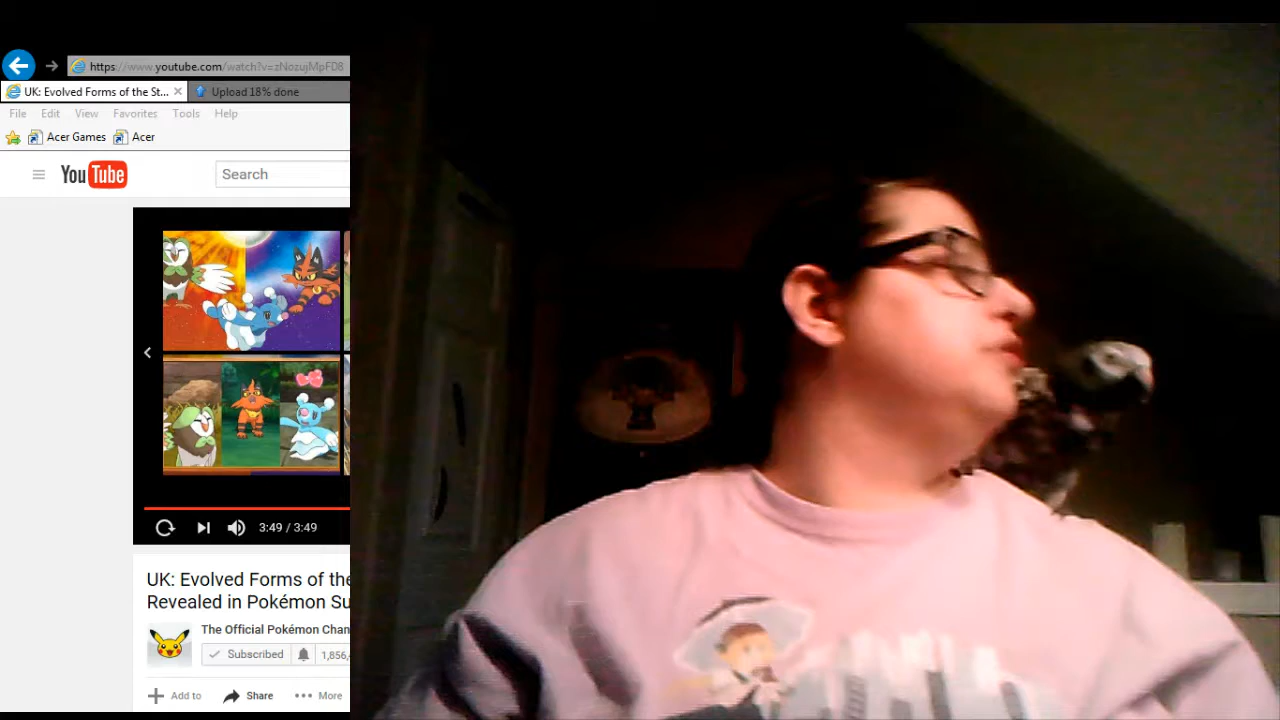 https://www.youtube.com/watch?v=zNozujMpFD8
UK: Evolved Forms of the St...
Upload 18% done
File Edit View Favorites Tools Help
Acer Games Acer
YouTube
Search
3:49 / 3:49
UK: Evolved Forms of the
Revealed in Pokémon Su
The Official Pokémon Chan
Subscribed 1,856,
Add to Share More